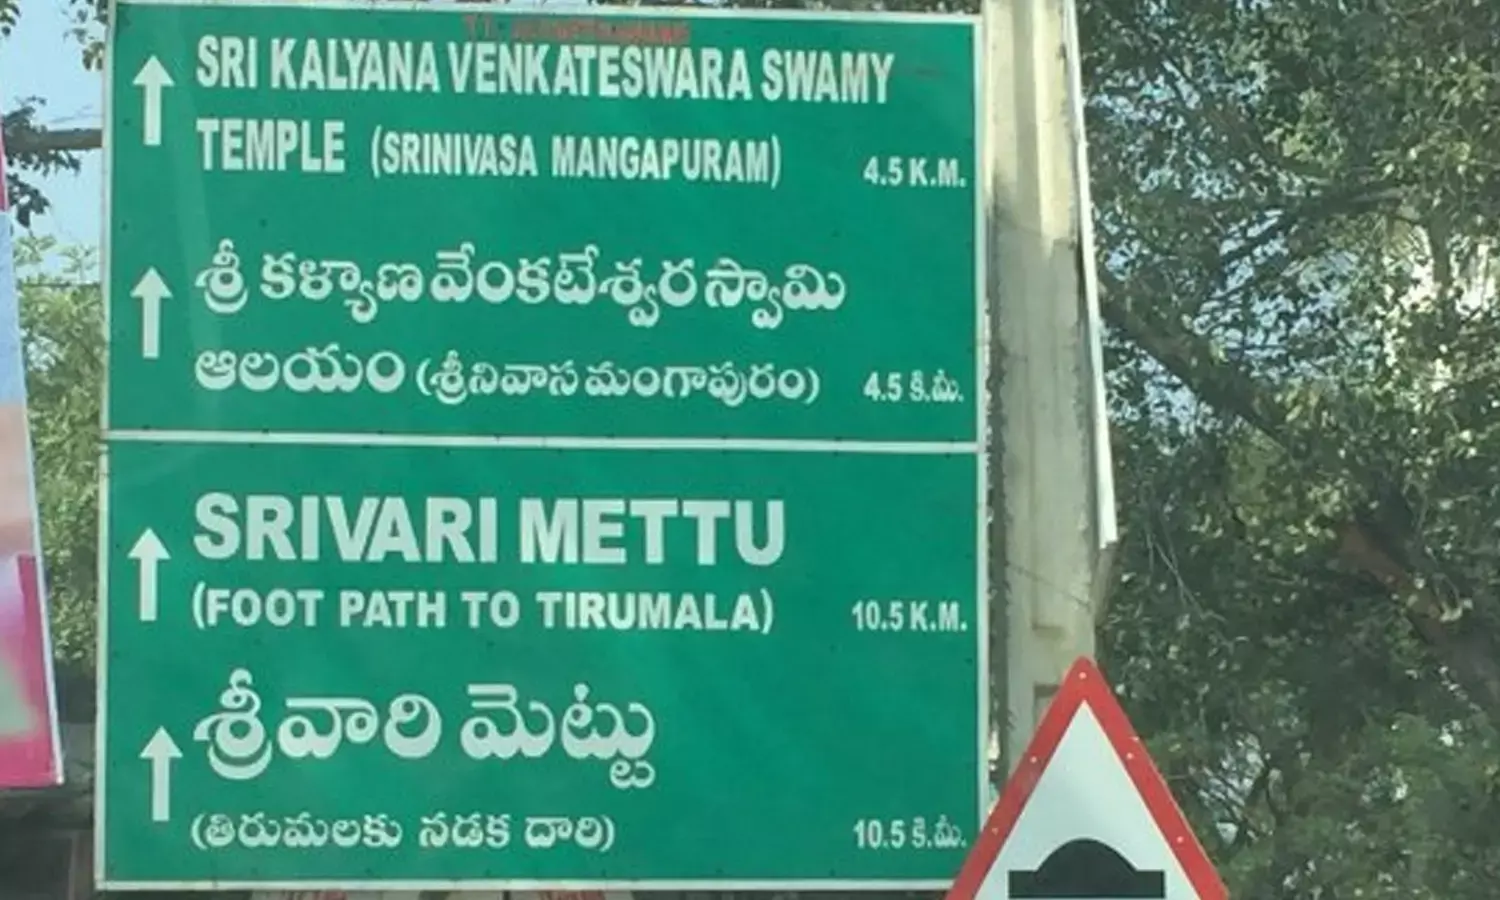 SRI KALYANA VENKATESWARA SWAMY
TEMPLE (SRINIVASA MANGAPURAM) 4.5 K.M.
శ్రీ కళ్యాణ వేంకటేశ్వర స్వామి
ఆలయం (శ్రీనివాస మంగాపురం) 4.5 కి.మీ.
SRIVARI METTU
(FOOT PATH TO TIRUMALA) 10.5 K.M.
శ్రీవారి మెట్టు
(తిరుమలకు నడక దారి) 10.5 కి.మీ.